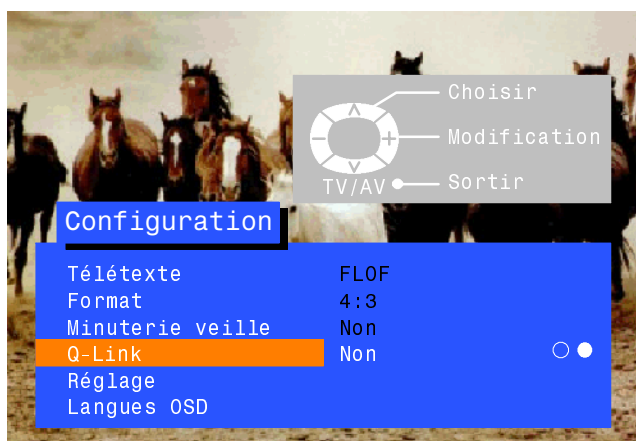 Choisir
Modification
TV/AV Sortir
Configuration
Télétexte FLOF
Format 4:3
Minuterie veille Non
Q-Link Non
Réglage
Langues OSD